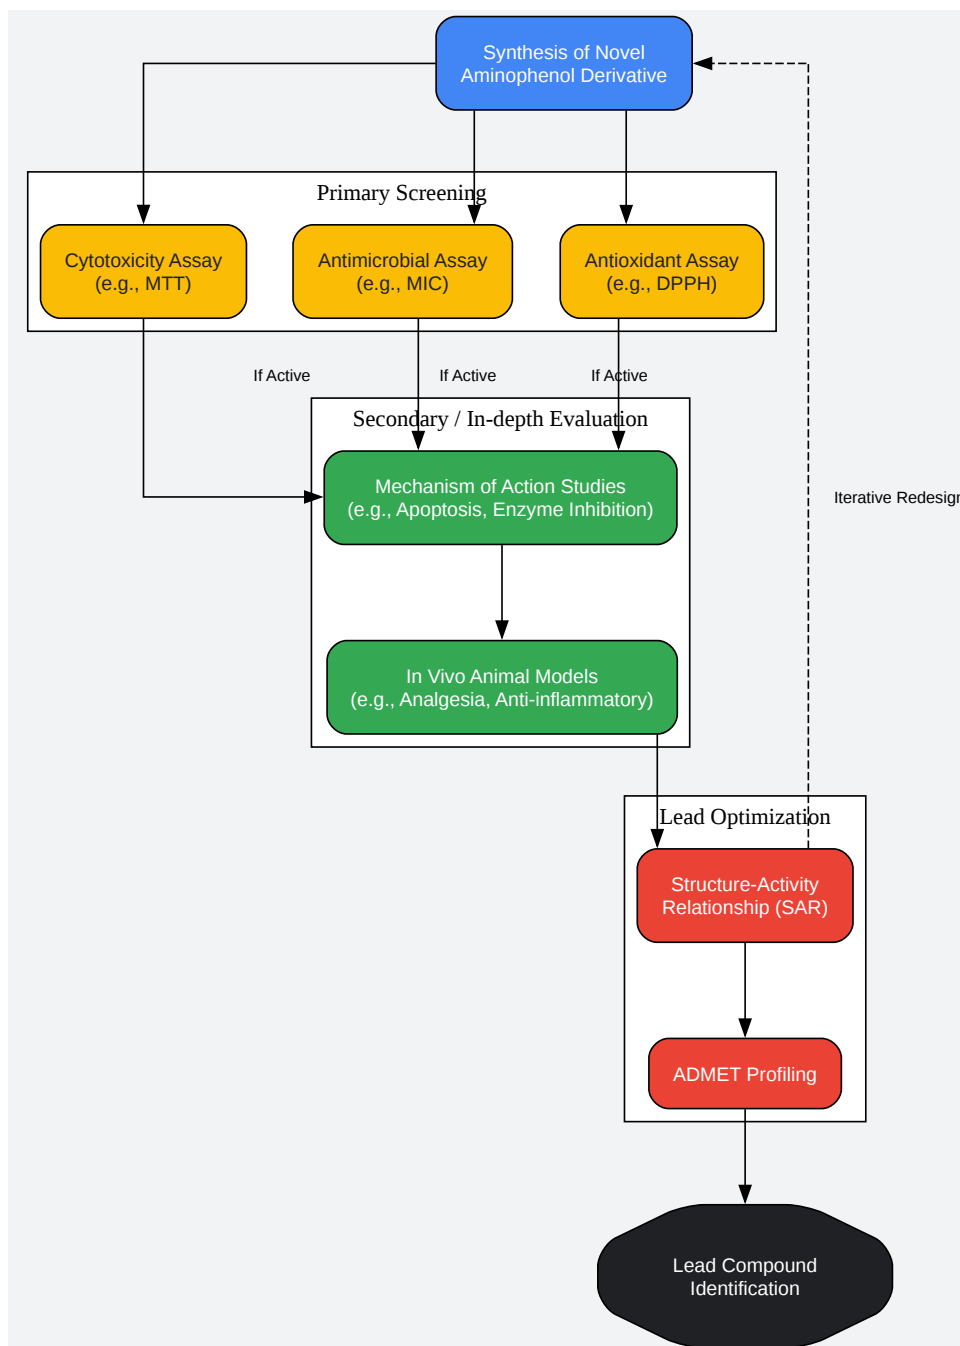 Synthesis of Novel
Aminophenol Derivative
Primary Screening
Cytotoxicity Assay
(e.g., MTT)
Antimicrobial Assay
(e.g., MIC)
Antioxidant Assay
(e.g., DPPH)
If Active
If Active
If Active
Secondary / In-depth Evaluation
Mechanism of Action Studies
(e.g., Apoptosis, Enzyme Inhibition)
Iterative Redesign
In Vivo Animal Models
(e.g., Analgesia, Anti-inflammatory)
Lead Optimization
Structure-Activity
Relationship (SAR)
ADMET Profiling
Lead Compound
Identification